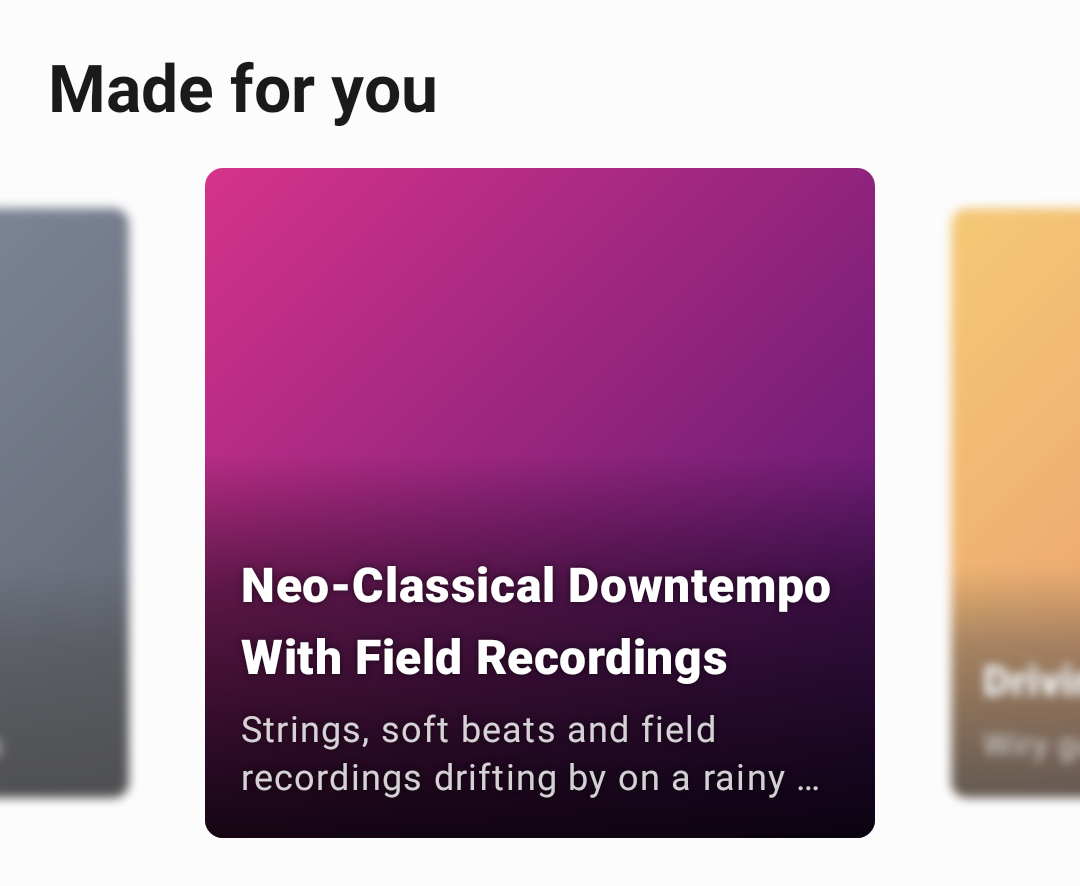 Made for you
Neo-Classical Downtempo
With Field Recordings
Strings, soft beats and field
recordings drifting by on a rainy …
Wiry